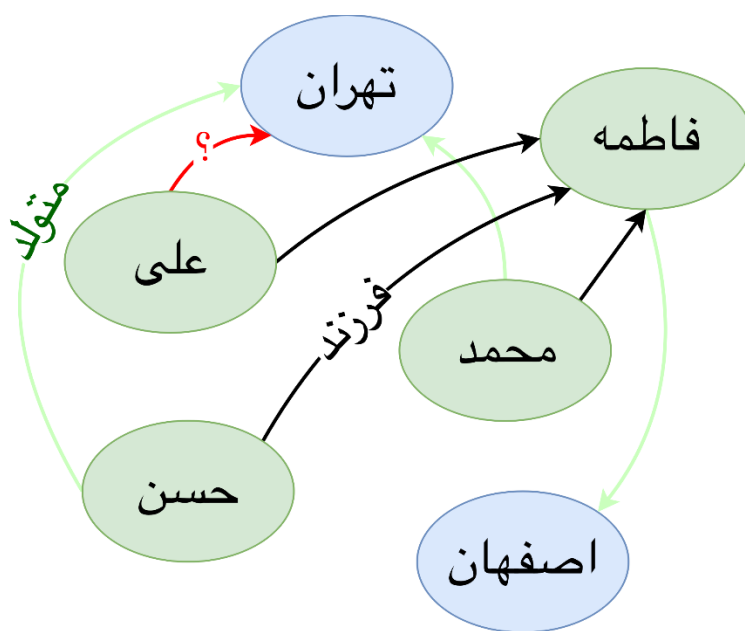 تهران
فاطمه
؟
متولد
علی
فرزند
محمد
حسن
اصفهان